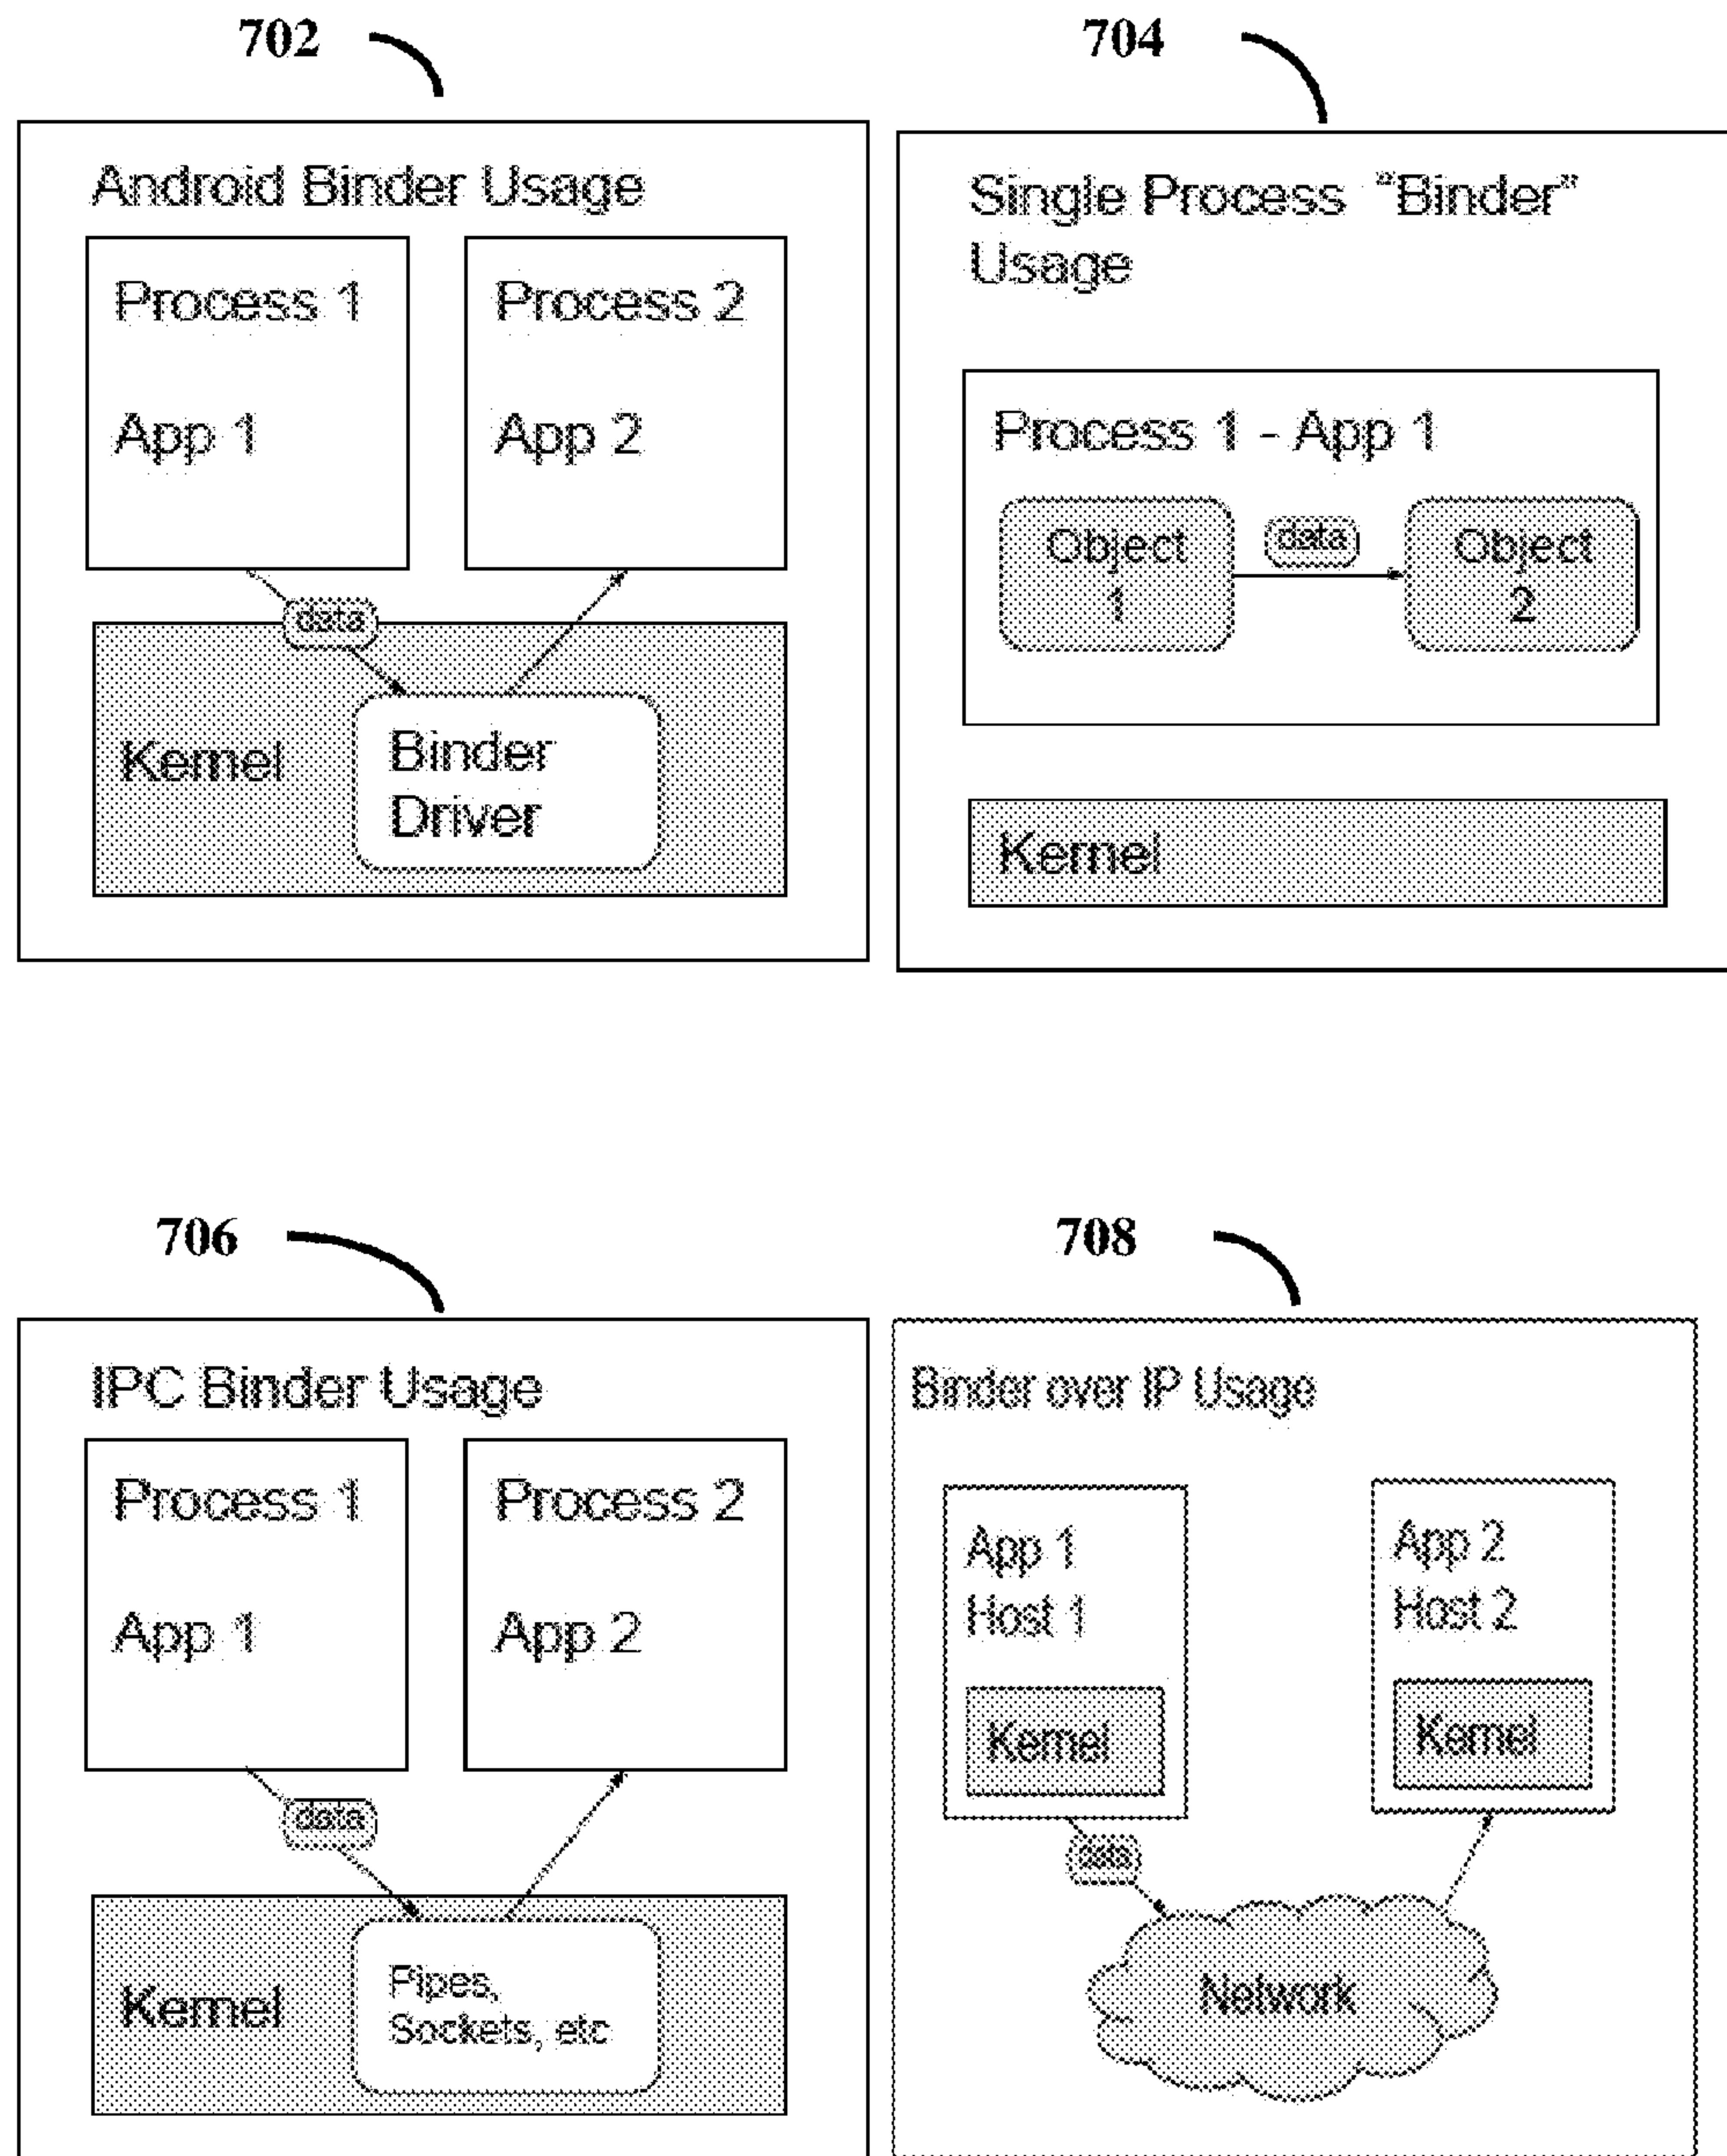 702
704
Android Binder Usage
Process 1
App 1
Process 2
App 2
data
Kernel
Binder
Driver
Single Process "Binder"
Usage
Process 1 - App 1
Object
1
data
Object
2
Kernel
706
708
IPC Binder Usage
Process 1
App 1
Process 2
App 2
data
Kernel
Pipes,
Sockets, etc
Binder over IP Usage
App 1
Host 1
Kernel
App 2
Host 2
Kernel
data
Network